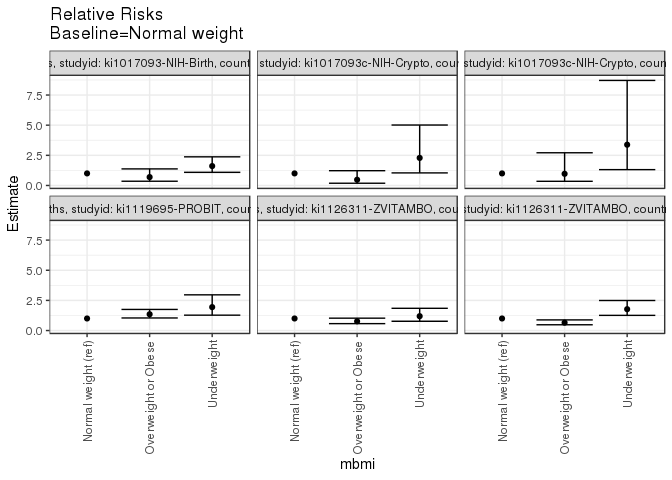 Relative Risks
Baseline=Normal weight
s, studyid: ki1017093-NIH-Birth, count
studyid: ki1017093c-NIH-Crypto, coun
studyid: ki1017093c-NIH-Crypto, count
7.5
5.0
2.5
0.0
ths, studyid: ki1119695-PROBIT, coun
s, studyid: ki1126311-ZVITAMBO, coun
studyid: ki1126311-ZVITAMBO, countr
7.5
5.0
2.5
0.0
Estimate
Normal weight (ref)
Overweight or Obese
Underweight
Normal weight (ref)
Overweight or Obese
Underweight
Normal weight (ref)
Overweight or Obese
Underweight
mbmi